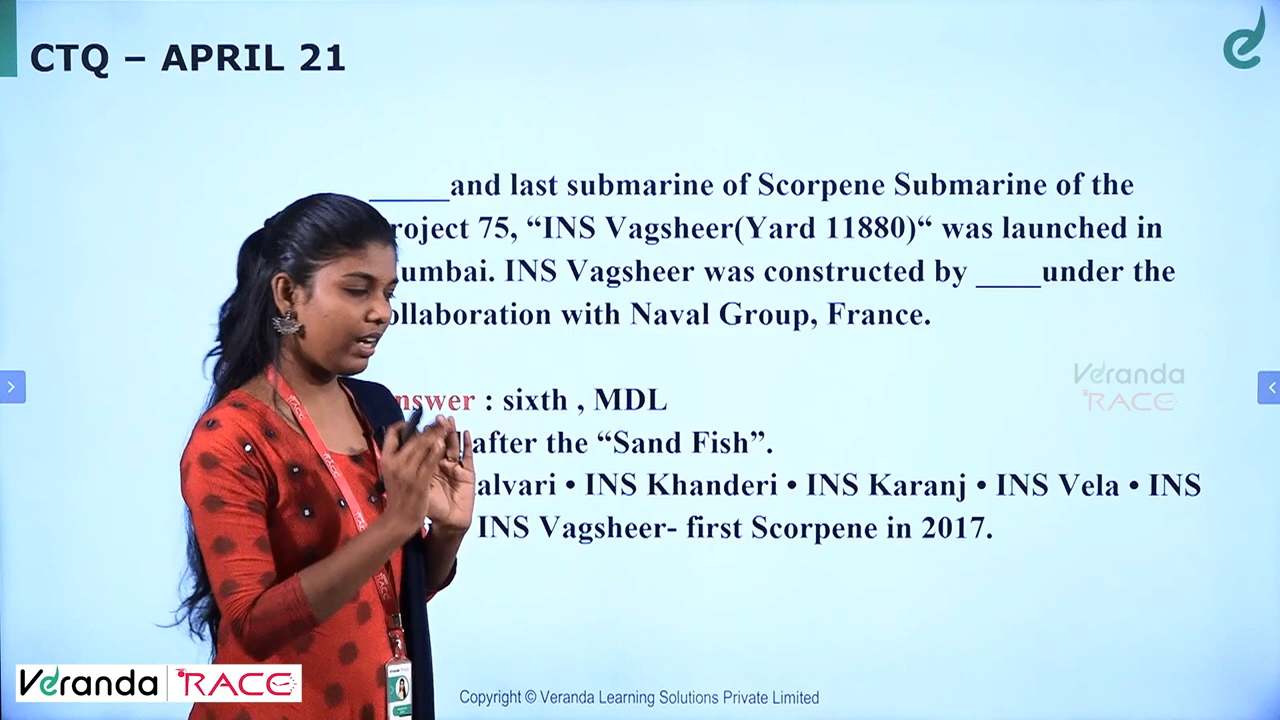 CTQ – APRIL 21
_____and last submarine of Scorpene Submarine of the
roject 75, “INS Vagsheer(Yard 11880)“ was launched in
umbai. INS Vagsheer was constructed by ____under the
ollaboration with Naval Group, France.
Veranda
RACE
nswer : sixth , MDL
after the “Sand Fish”.
alvari • INS Khanderi • INS Karanj • INS Vela • INS
INS Vagsheer- first Scorpene in 2017.
Veranda RACE
Copyright © Veranda Learning Solutions Private Limited